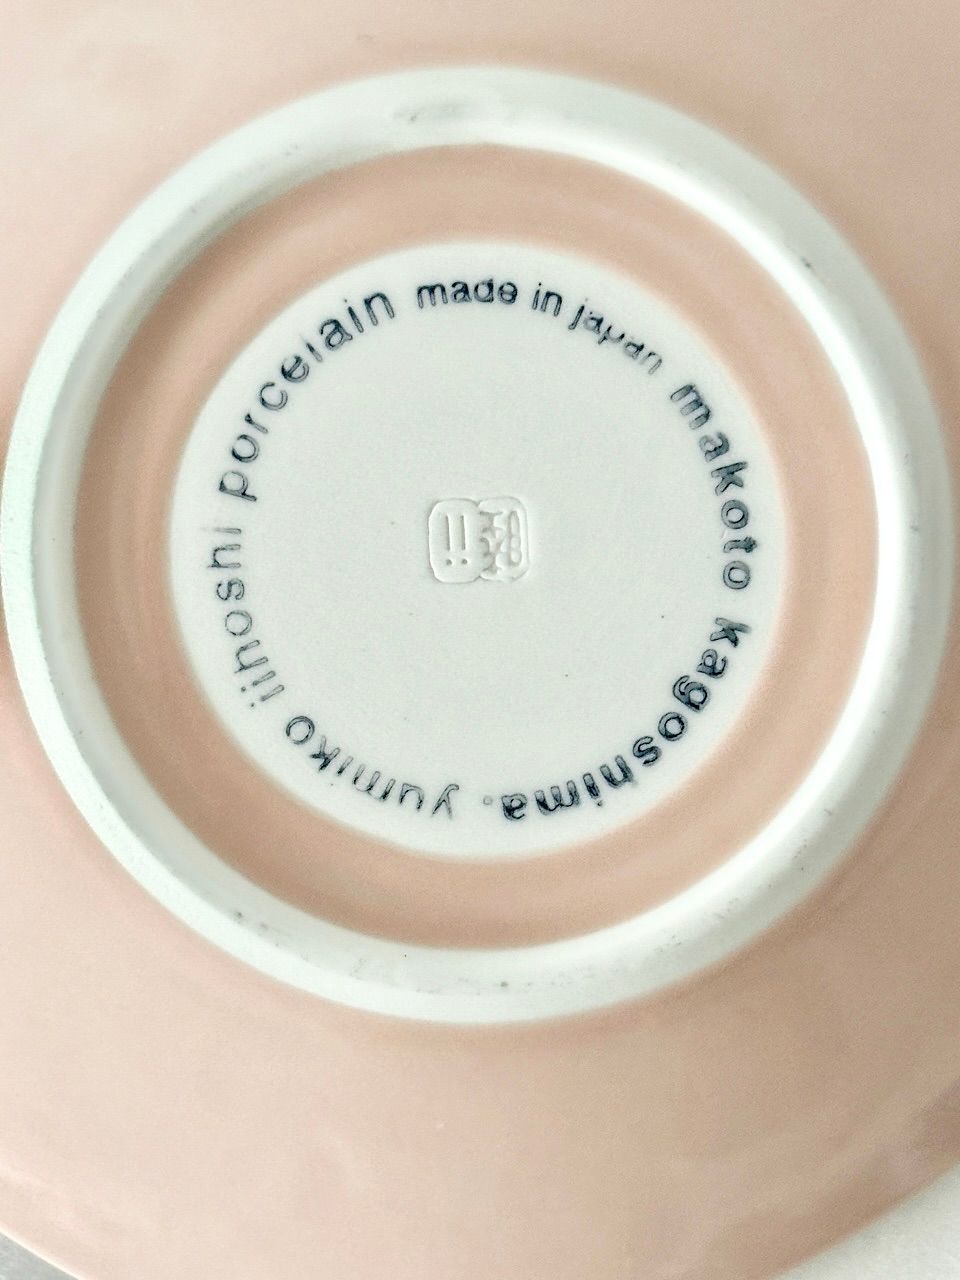 makoto kagoshima. yumiko iihoshi porcelain made in japan